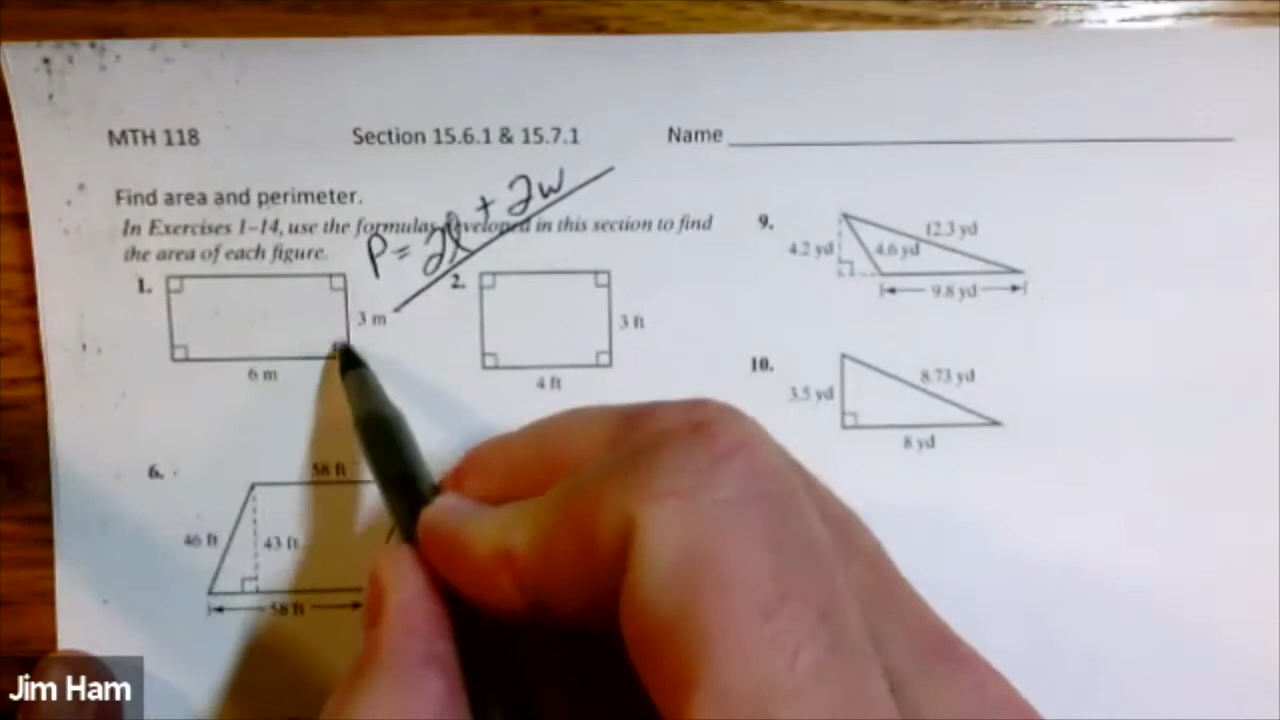 MTH 118 Section 15.6.1 & 15.7.1 Name
Find area and perimeter.
In Exercises 1–14, use the formulas developed in this section to find
the area of each figure.
P = 2l + 2w
1.
3 m
6 m
2.
3 ft
4 ft
6.
58 ft
46 ft
43 ft
58 ft
9.
12.3 yd
4.2 yd
4.6 yd
9.8 yd
10.
8.73 yd
3.5 yd
8 yd
Jim Ham